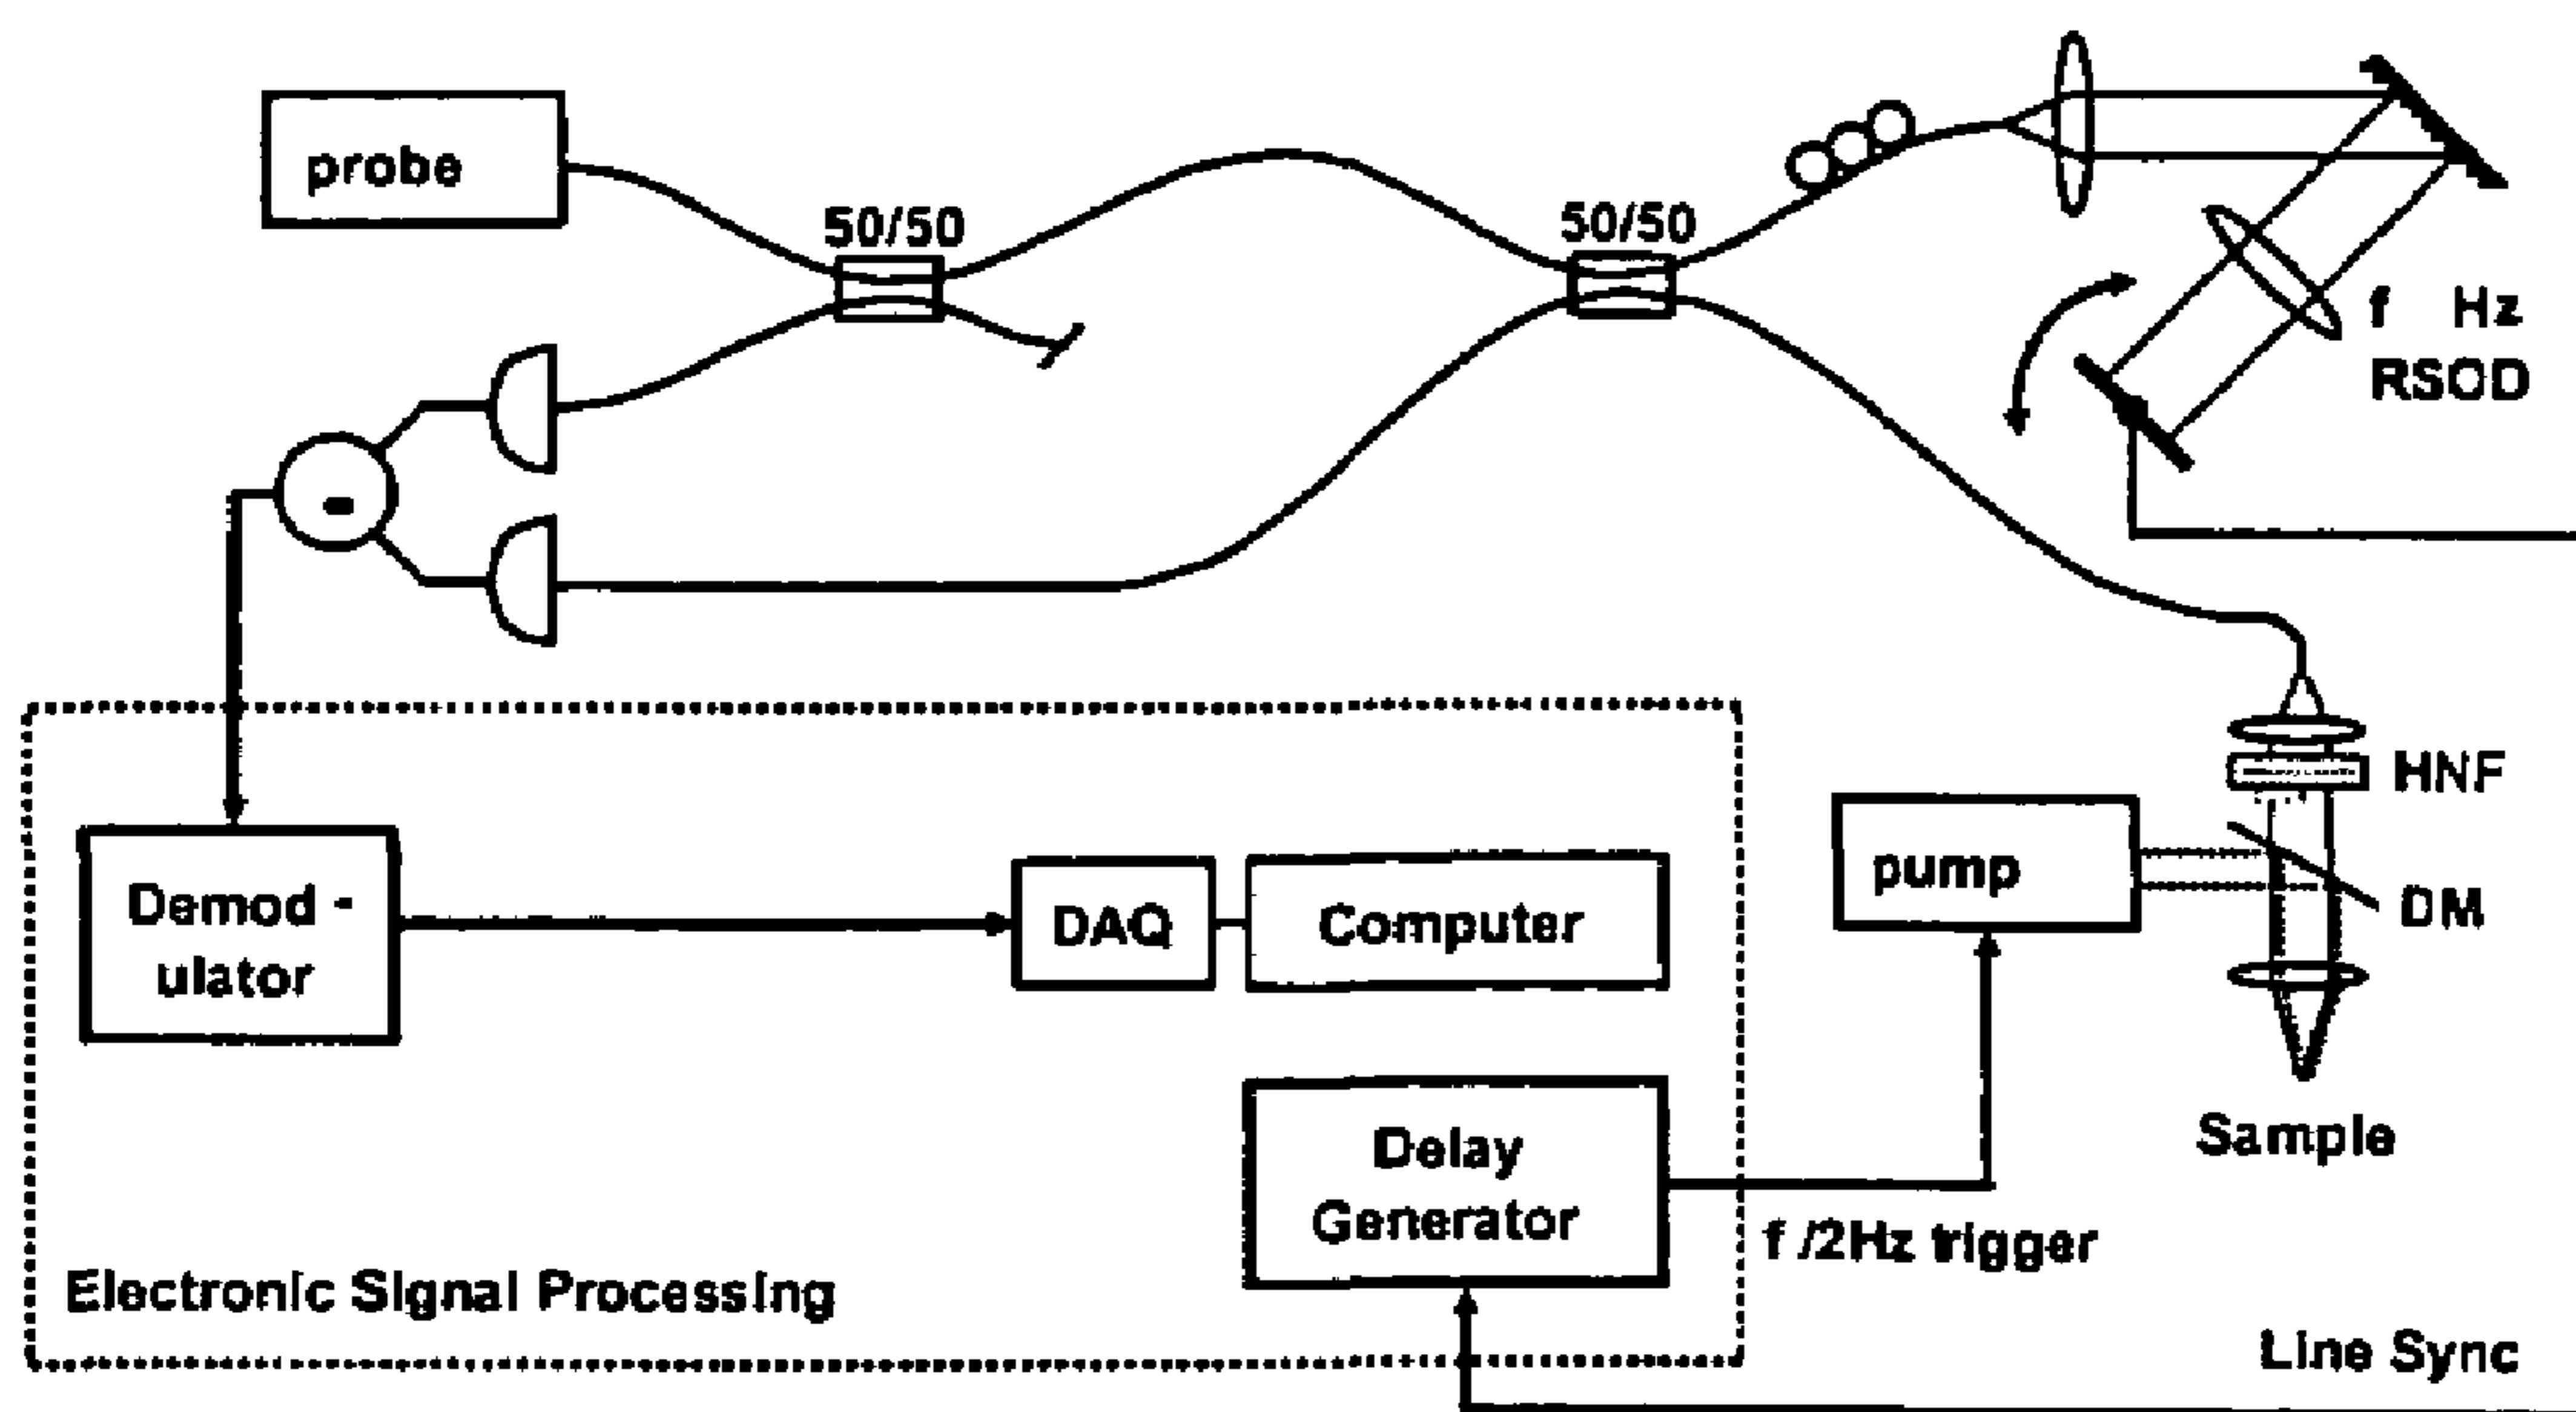 probe
50/50
50/50
f Hz
RSOD
-
HNF
pump
DM
Demod -
ulator
DAQ
Computer
Sample
Delay
Generator
f /2Hz trigger
Electronic Signal Processing
Line Sync